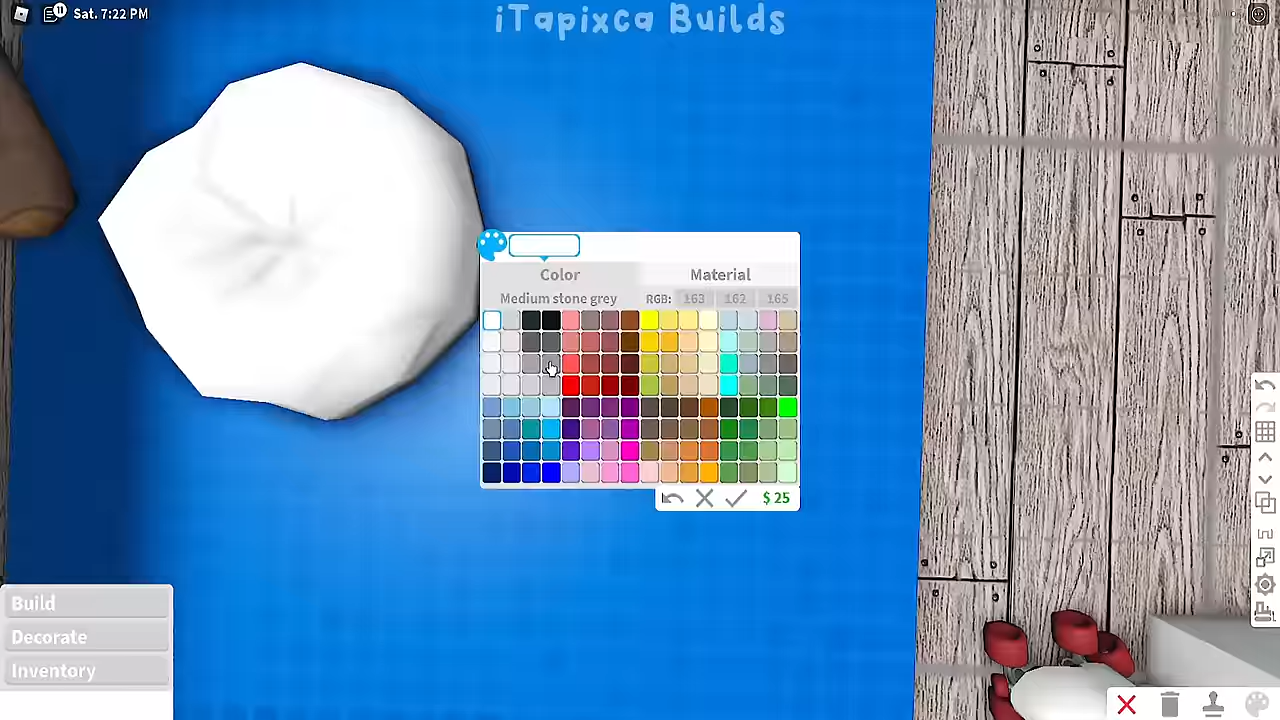 11
Sat. 7:22 PM
iTapixca Builds
Color
Material
Medium stone grey
RGB: 163 162 165
$ 25
Build
Decorate
Inventory